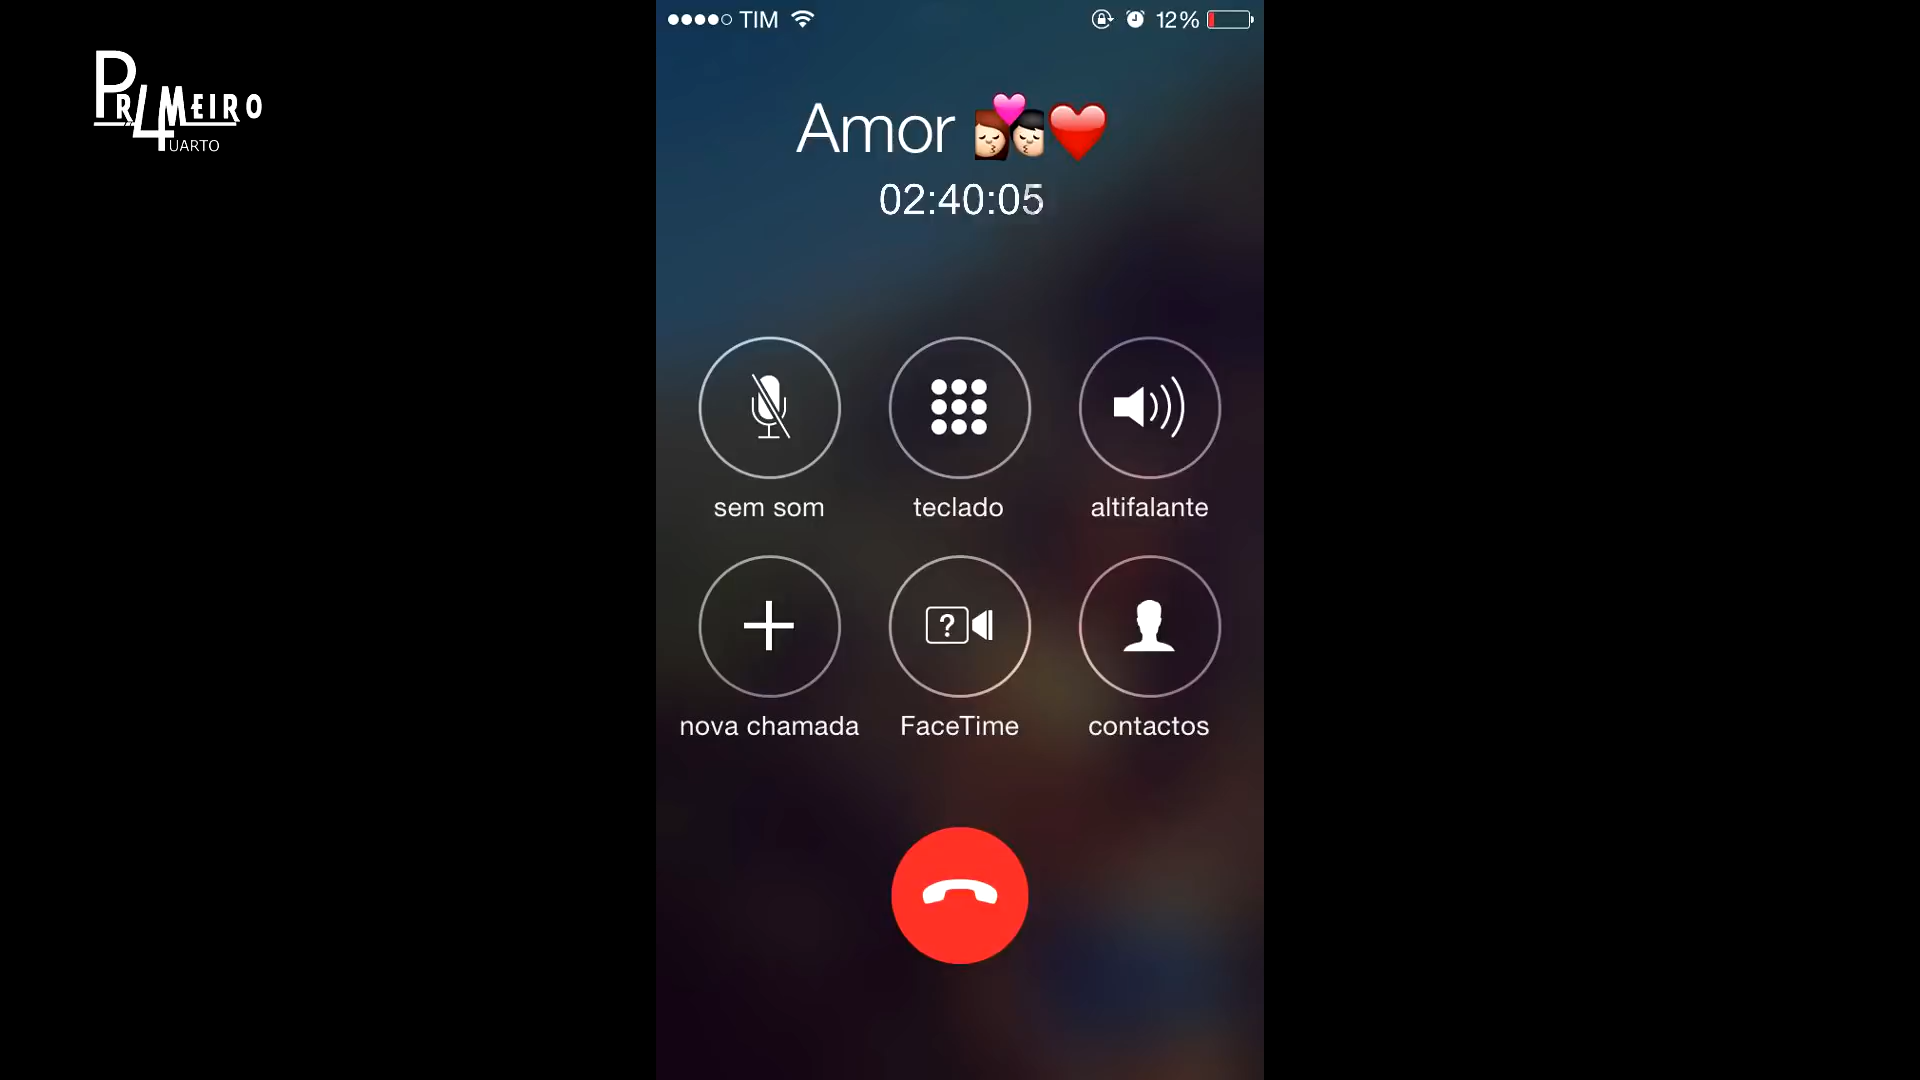 PR4MEIRO
UARTO
TIM 12%
Amor
02:40:05
sem som teclado altifalante
nova chamada FaceTime contactos